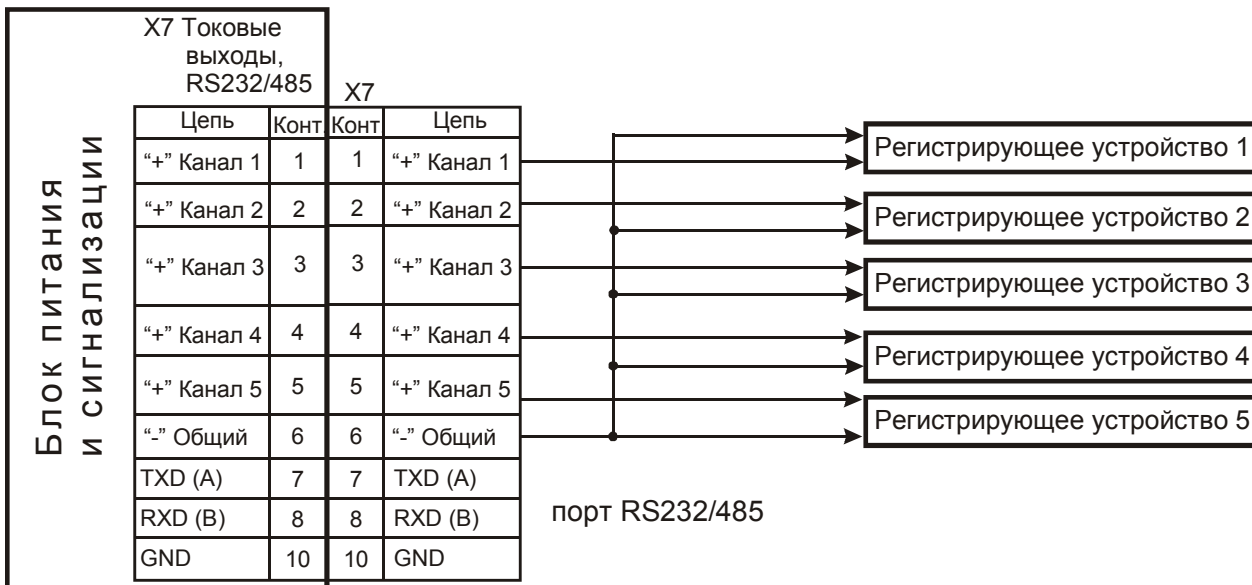 Блок питания
и сигнализации
X7 Токовые
выходы,
RS232/485
X7
Цепь Конт. Конт Цепь
“+” Канал 1 1 1 “+” Канал 1
“+” Канал 2 2 2 “+” Канал 2
“+” Канал 3 3 3 “+” Канал 3
“+” Канал 4 4 4 “+” Канал 4
“+” Канал 5 5 5 “+” Канал 5
“-” Общий 6 6 “-” Общий
TXD (A) 7 7 TXD (A)
RXD (B) 8 8 RXD (B)
GND 10 10 GND
порт RS232/485
Регистрирующее устройство 1
Регистрирующее устройство 2
Регистрирующее устройство 3
Регистрирующее устройство 4
Регистрирующее устройство 5